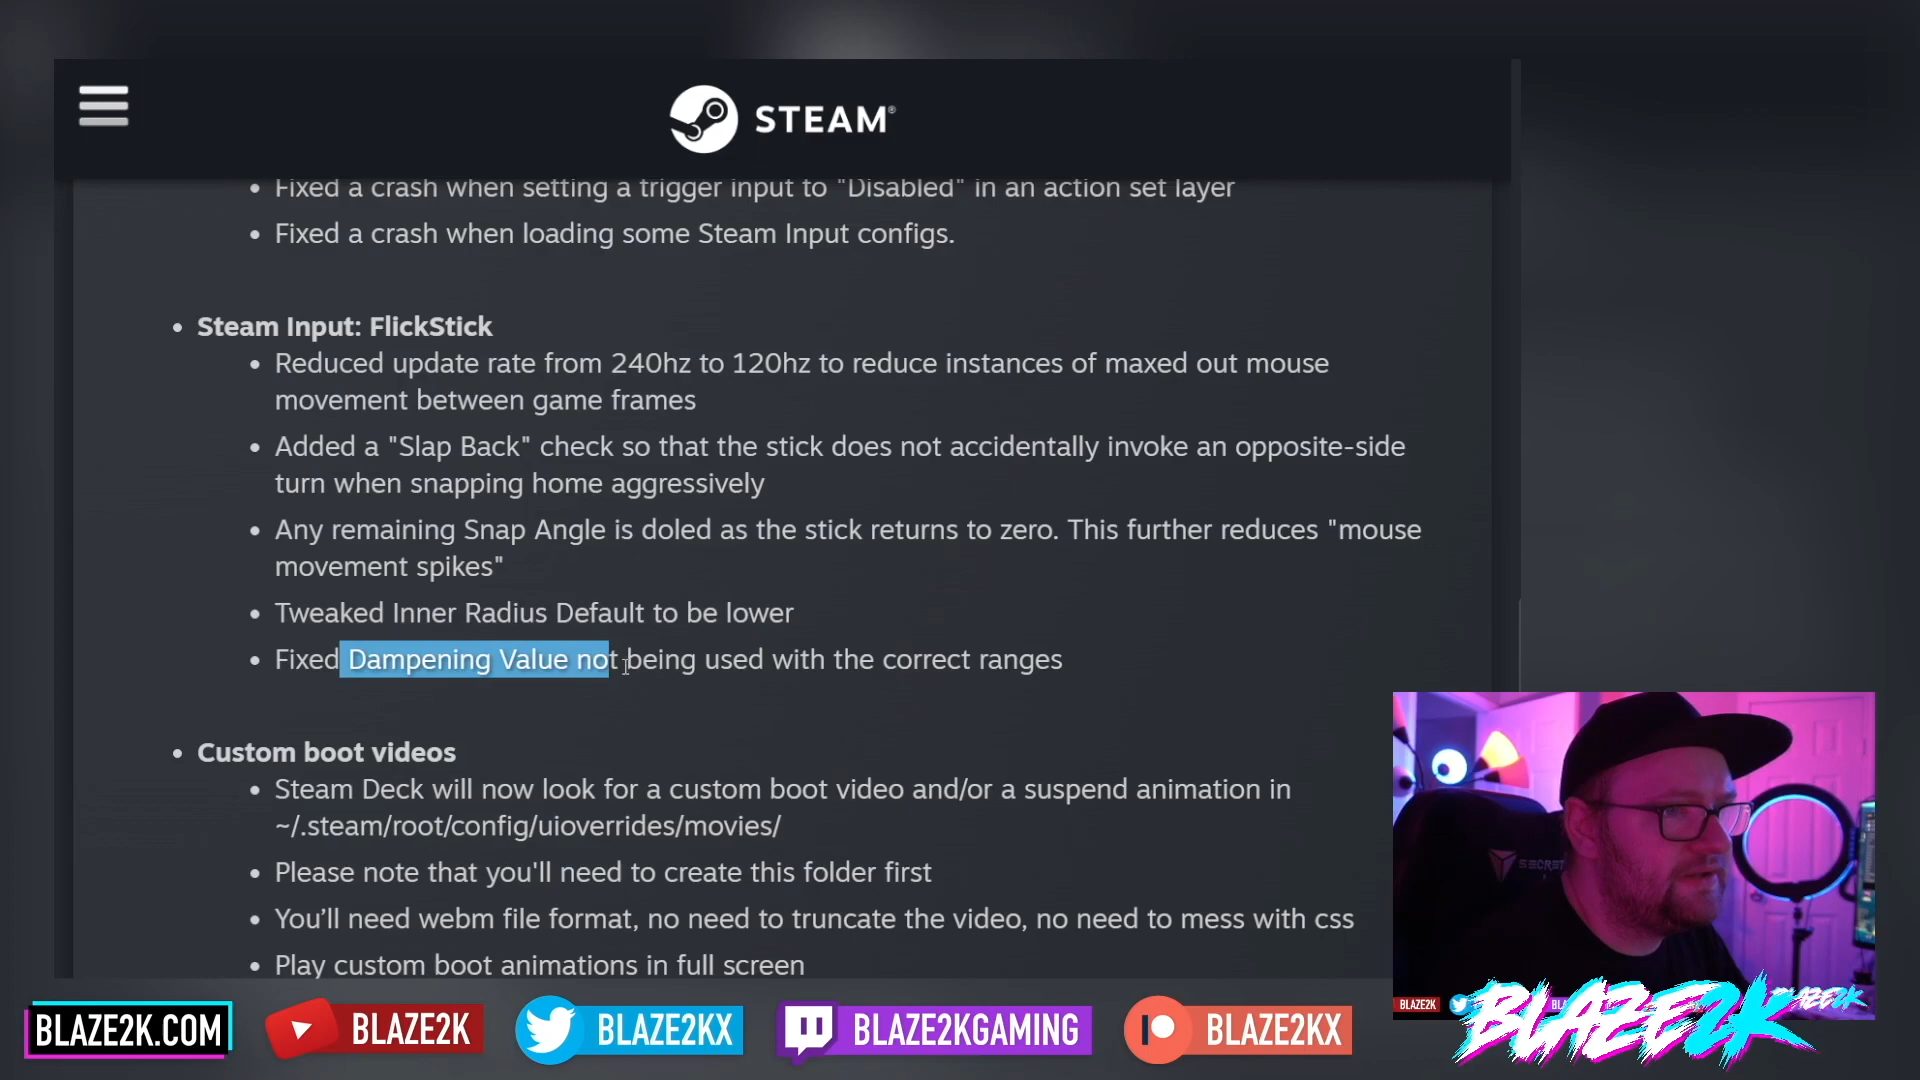 STEAM®
• Fixed a crash when setting a trigger input to "Disabled" in an action set layer
• Fixed a crash when loading some Steam Input configs.
• Steam Input: FlickStick
• Reduced update rate from 240hz to 120hz to reduce instances of maxed out mouse
movement between game frames
• Added a "Slap Back" check so that the stick does not accidentally invoke an opposite-side
turn when snapping home aggressively
• Any remaining Snap Angle is doled as the stick returns to zero. This further reduces "mouse
movement spikes"
• Tweaked Inner Radius Default to be lower
• Fixed Dampening Value not being used with the correct ranges
• Custom boot videos
• Steam Deck will now look for a custom boot video and/or a suspend animation in
~/.steam/root/config/uioverrides/movies/
• Please note that you'll need to create this folder first
• You’ll need webm file format, no need to truncate the video, no need to mess with css
• Play custom boot animations in full screen
SECRET
BLAZE2K
BLAZE2K
BLAZE2K
BLAZE2K.COM
BLAZE2K
BLAZE2KX
BLAZE2KGAMING
BLAZE2KX